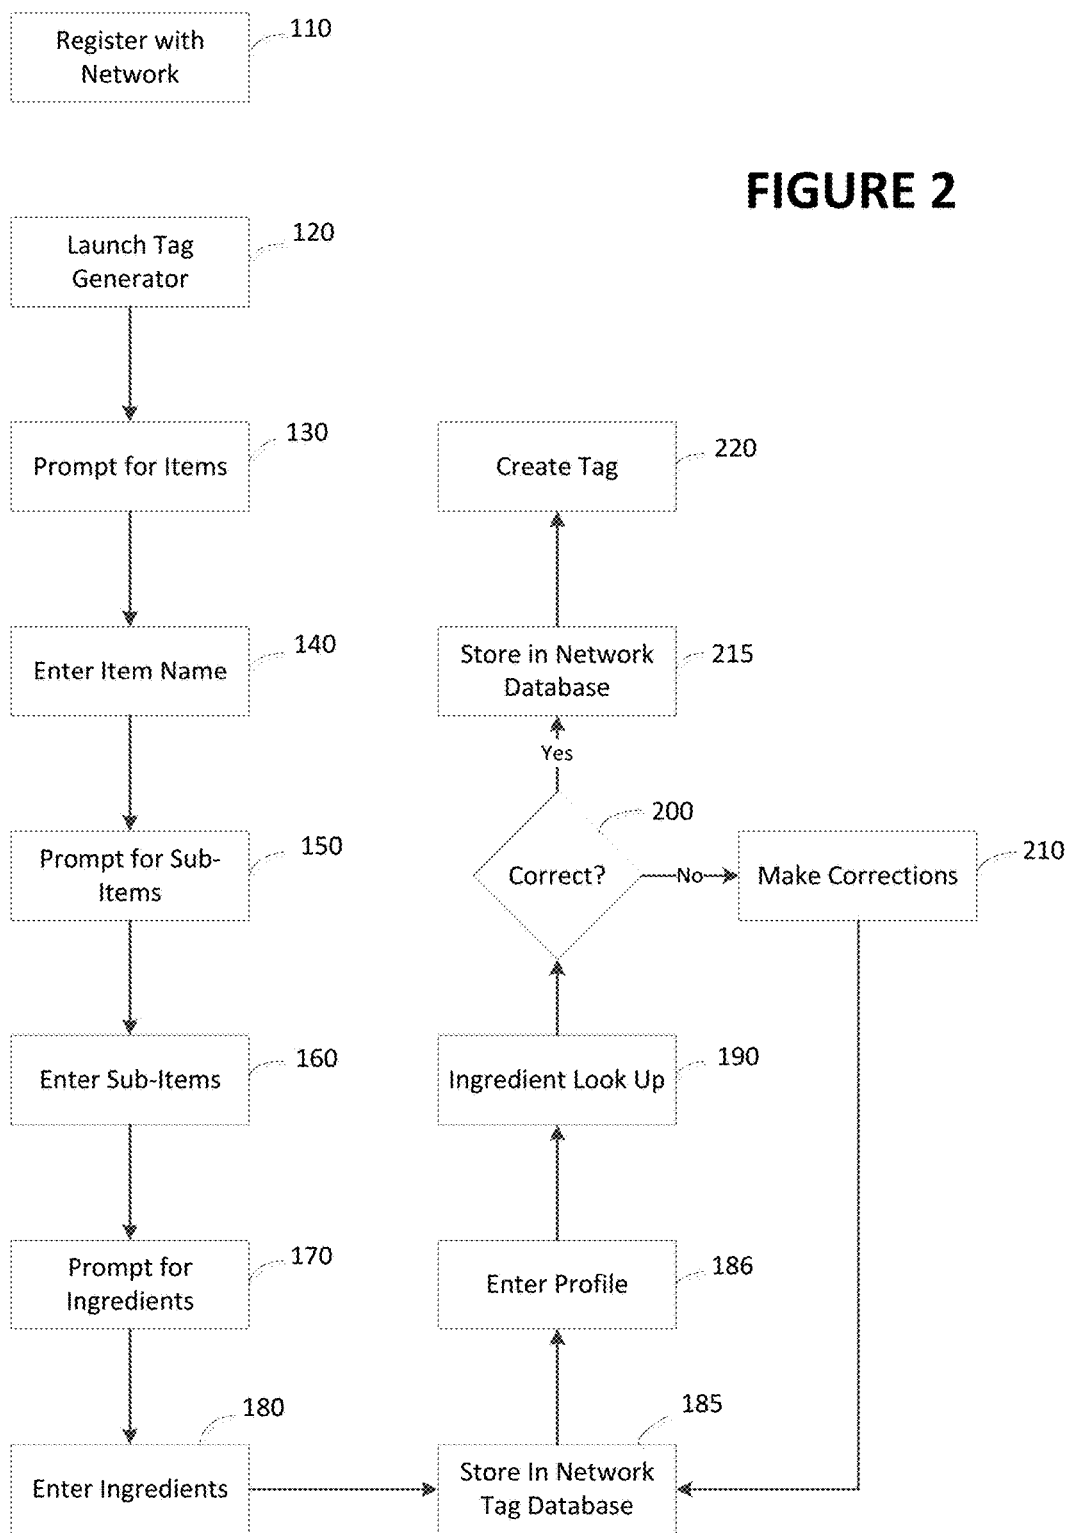 Register with
Network
110
FIGURE 2
Launch Tag
Generator
120
Prompt for Items
130
Enter Item Name
140
Prompt for Sub-
Items
150
Enter Sub-Items
160
Prompt for
Ingredients
170
Enter Ingredients
180
Store In Network
Tag Database
185
Enter Profile
186
Ingredient Look Up
190
Correct?
200
No
Make Corrections
210
Yes
Store in Network
Database
215
Create Tag
220